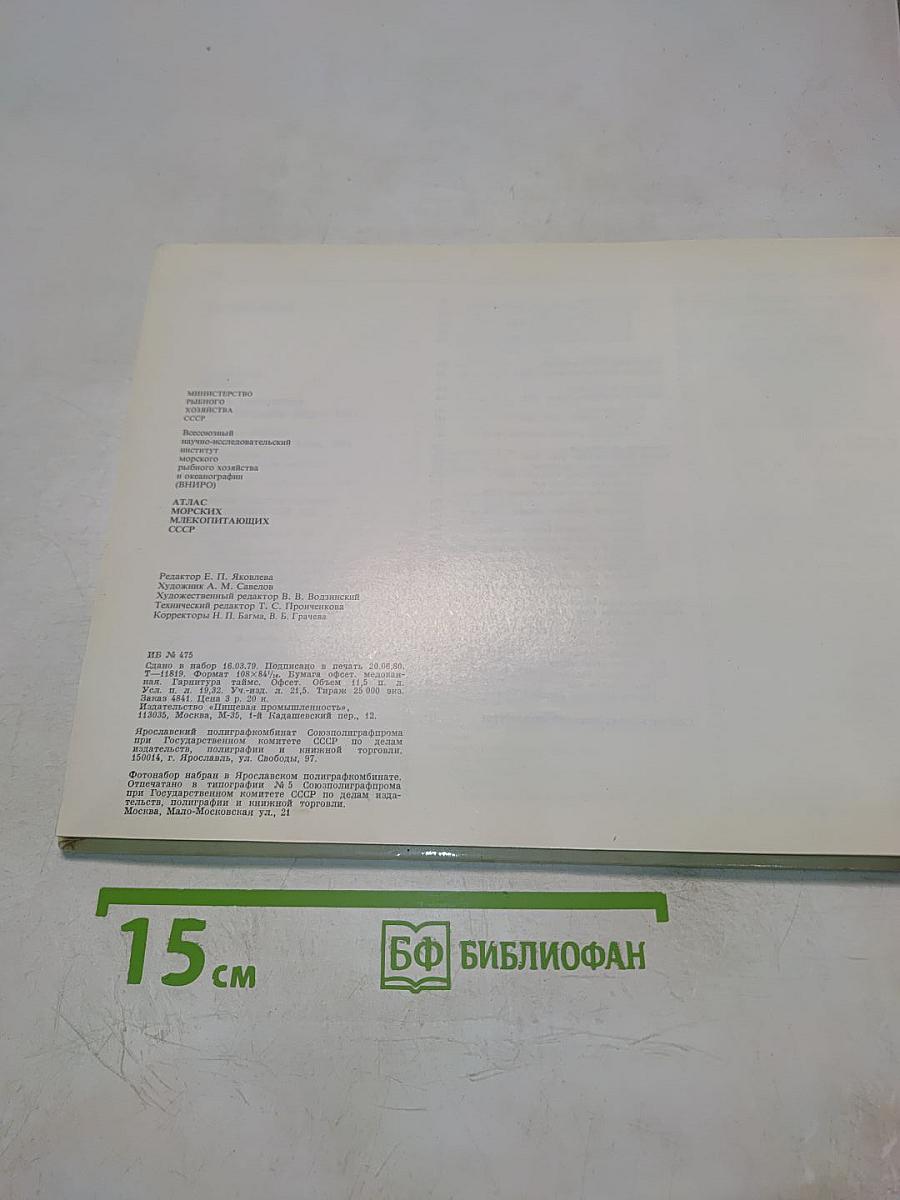 МИНИСТЕРСТВО
РЫБНОГО
ХОЗЯЙСТВА
СССР
Всесоюзный
научно-исследовательский
институт
морского
рыбного хозяйства
и океанографии
(ВНИРО)
АТЛАС
МОРСКИХ
МЛЕКОПИТАЮЩИХ
СССР
Редактор Е. П. Яковлева
Художник А. М. Савелов
Художественный редактор В. В. Водзинский
Технический редактор Т. С. Пронченкова
Корректоры Н. П. Багма, В. Б. Грачева
ИБ № 475
Сдано в набор 16.03.79. Подписано в печать 20.06.80.
Т—11819. Формат 108×84¹/₁₆. Бумага офсет. мелован-
ная. Гарнитура таймс. Офсет. Объем 11,5 п. л.
Усл. п. л. 19,32. Уч.-изд. л. 21,5. Тираж 25 000 экз.
Заказ 4841. Цена 3 р. 20 к.
Издательство «Пищевая промышленность»,
113035, Москва, М-35, 1-й Кадашевский пер., 12.
Ярославский полиграфкомбинат Союзполиграфпрома
при Государственном комитете СССР по делам
издательств, полиграфии и книжной торговли.
150014, г. Ярославль, ул. Свободы, 97.
Фотонабор набран в Ярославском полиграфкомбинате.
Отпечатано в типографии № 5 Союзполиграфпрома
при Государственном комитете СССР по делам изда-
тельств, полиграфии и книжной торговли.
Москва, Мало-Московская ул., 21
15 см
БФ БИБЛИОФАН